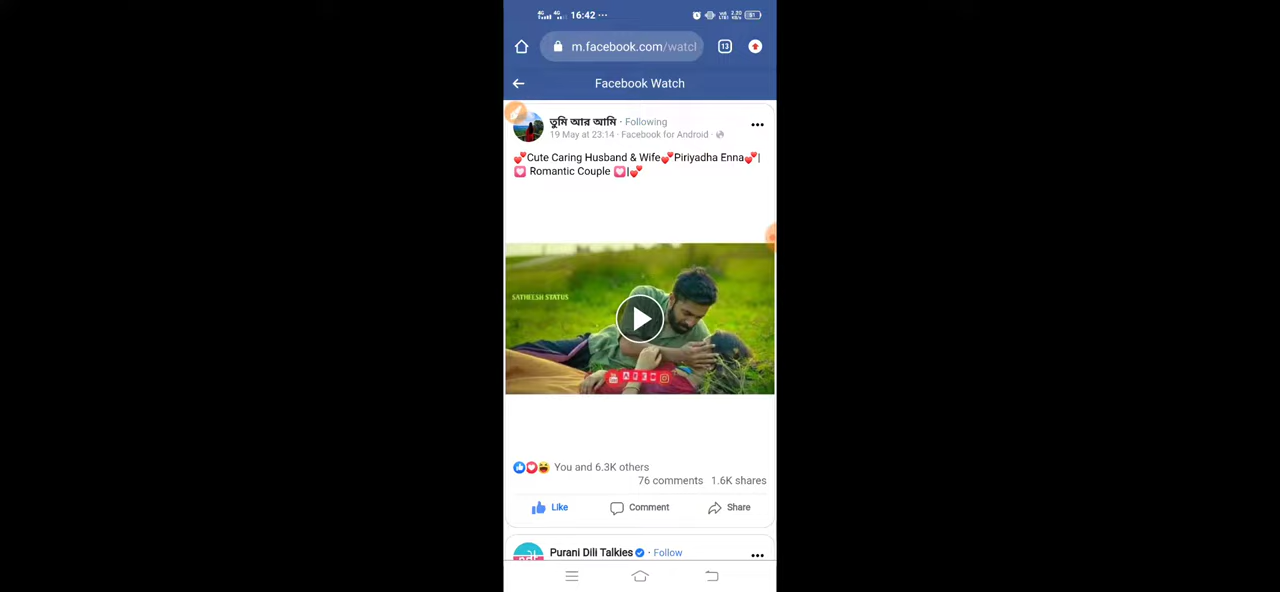 16:42
m.facebook.com/watcl
13
Facebook Watch
তুমি আর আমি · Following
19 May at 23:14 · Facebook for Android ·
💕Cute Caring Husband & Wife💕Piriyadha Enna💕|
💟 Romantic Couple 💟|💕
SATHEESH STATUS
You and 6.3K others
76 comments 1.6K shares
Like Comment Share
Purani Dili Talkies · Follow